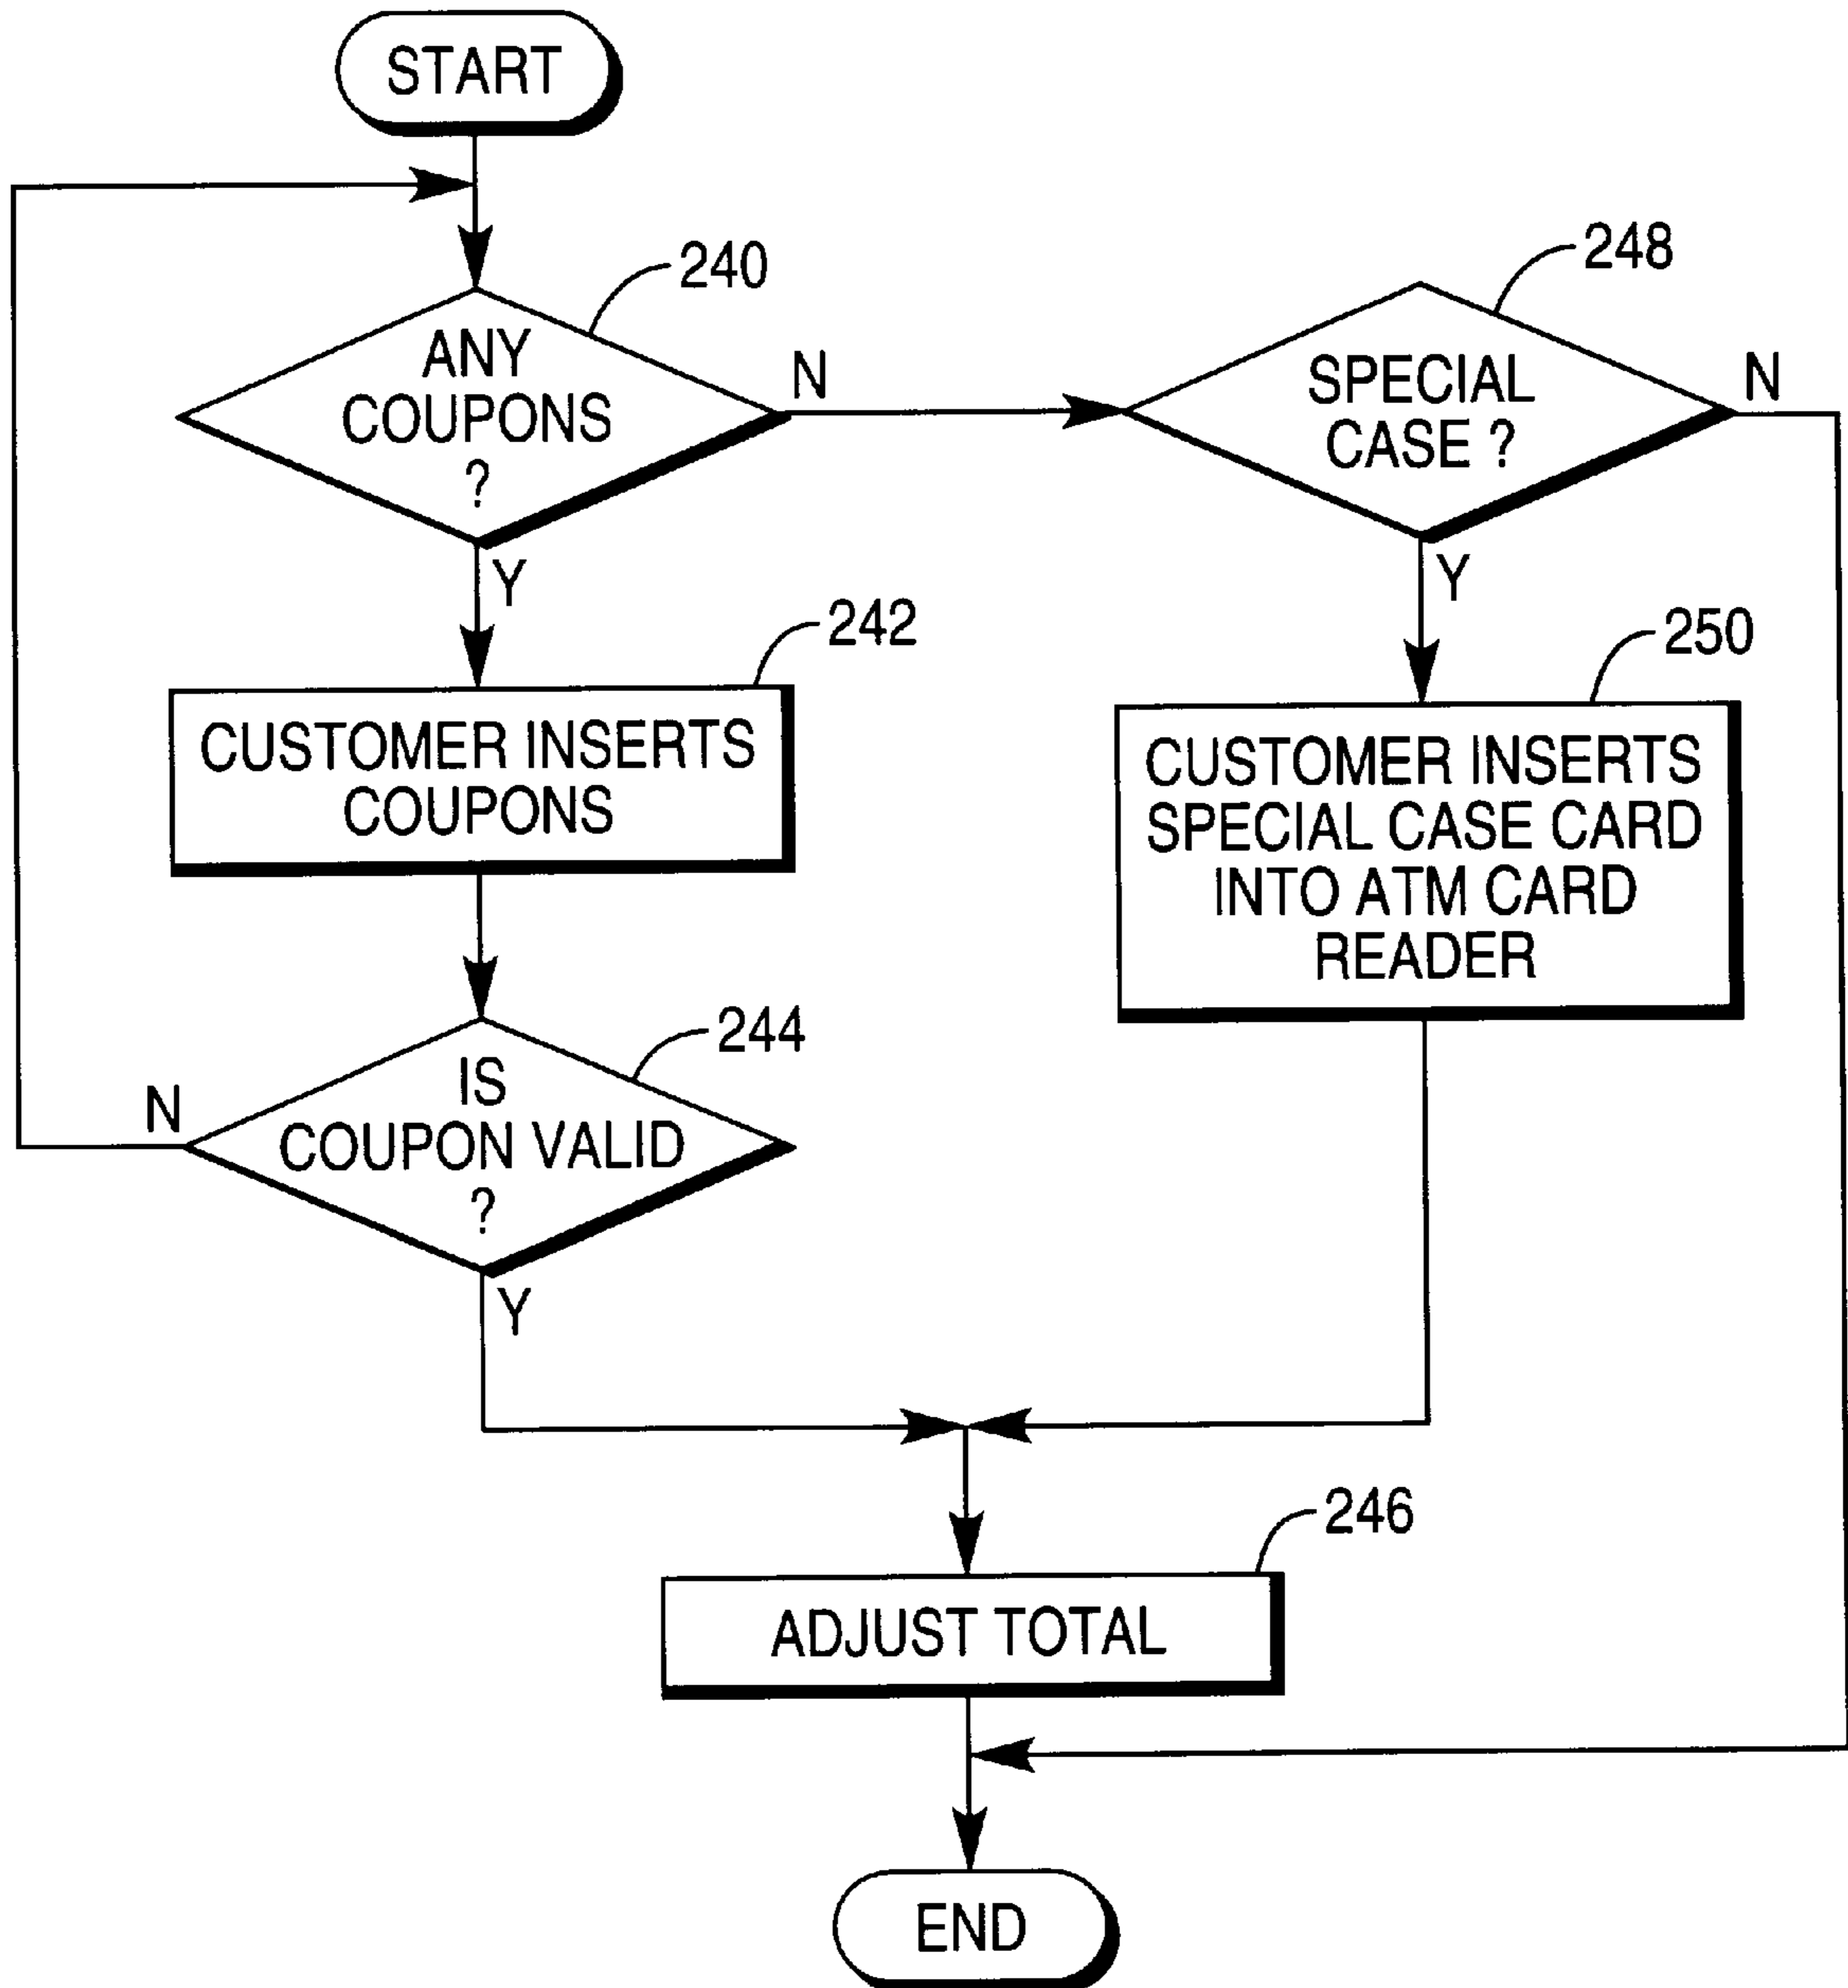 START
240
ANY
COUPONS
?
N
Y
248
SPECIAL
CASE ?
N
Y
242
CUSTOMER INSERTS
COUPONS
250
CUSTOMER INSERTS
SPECIAL CASE CARD
INTO ATM CARD
READER
244
IS
COUPON VALID
?
N
Y
246
ADJUST TOTAL
END